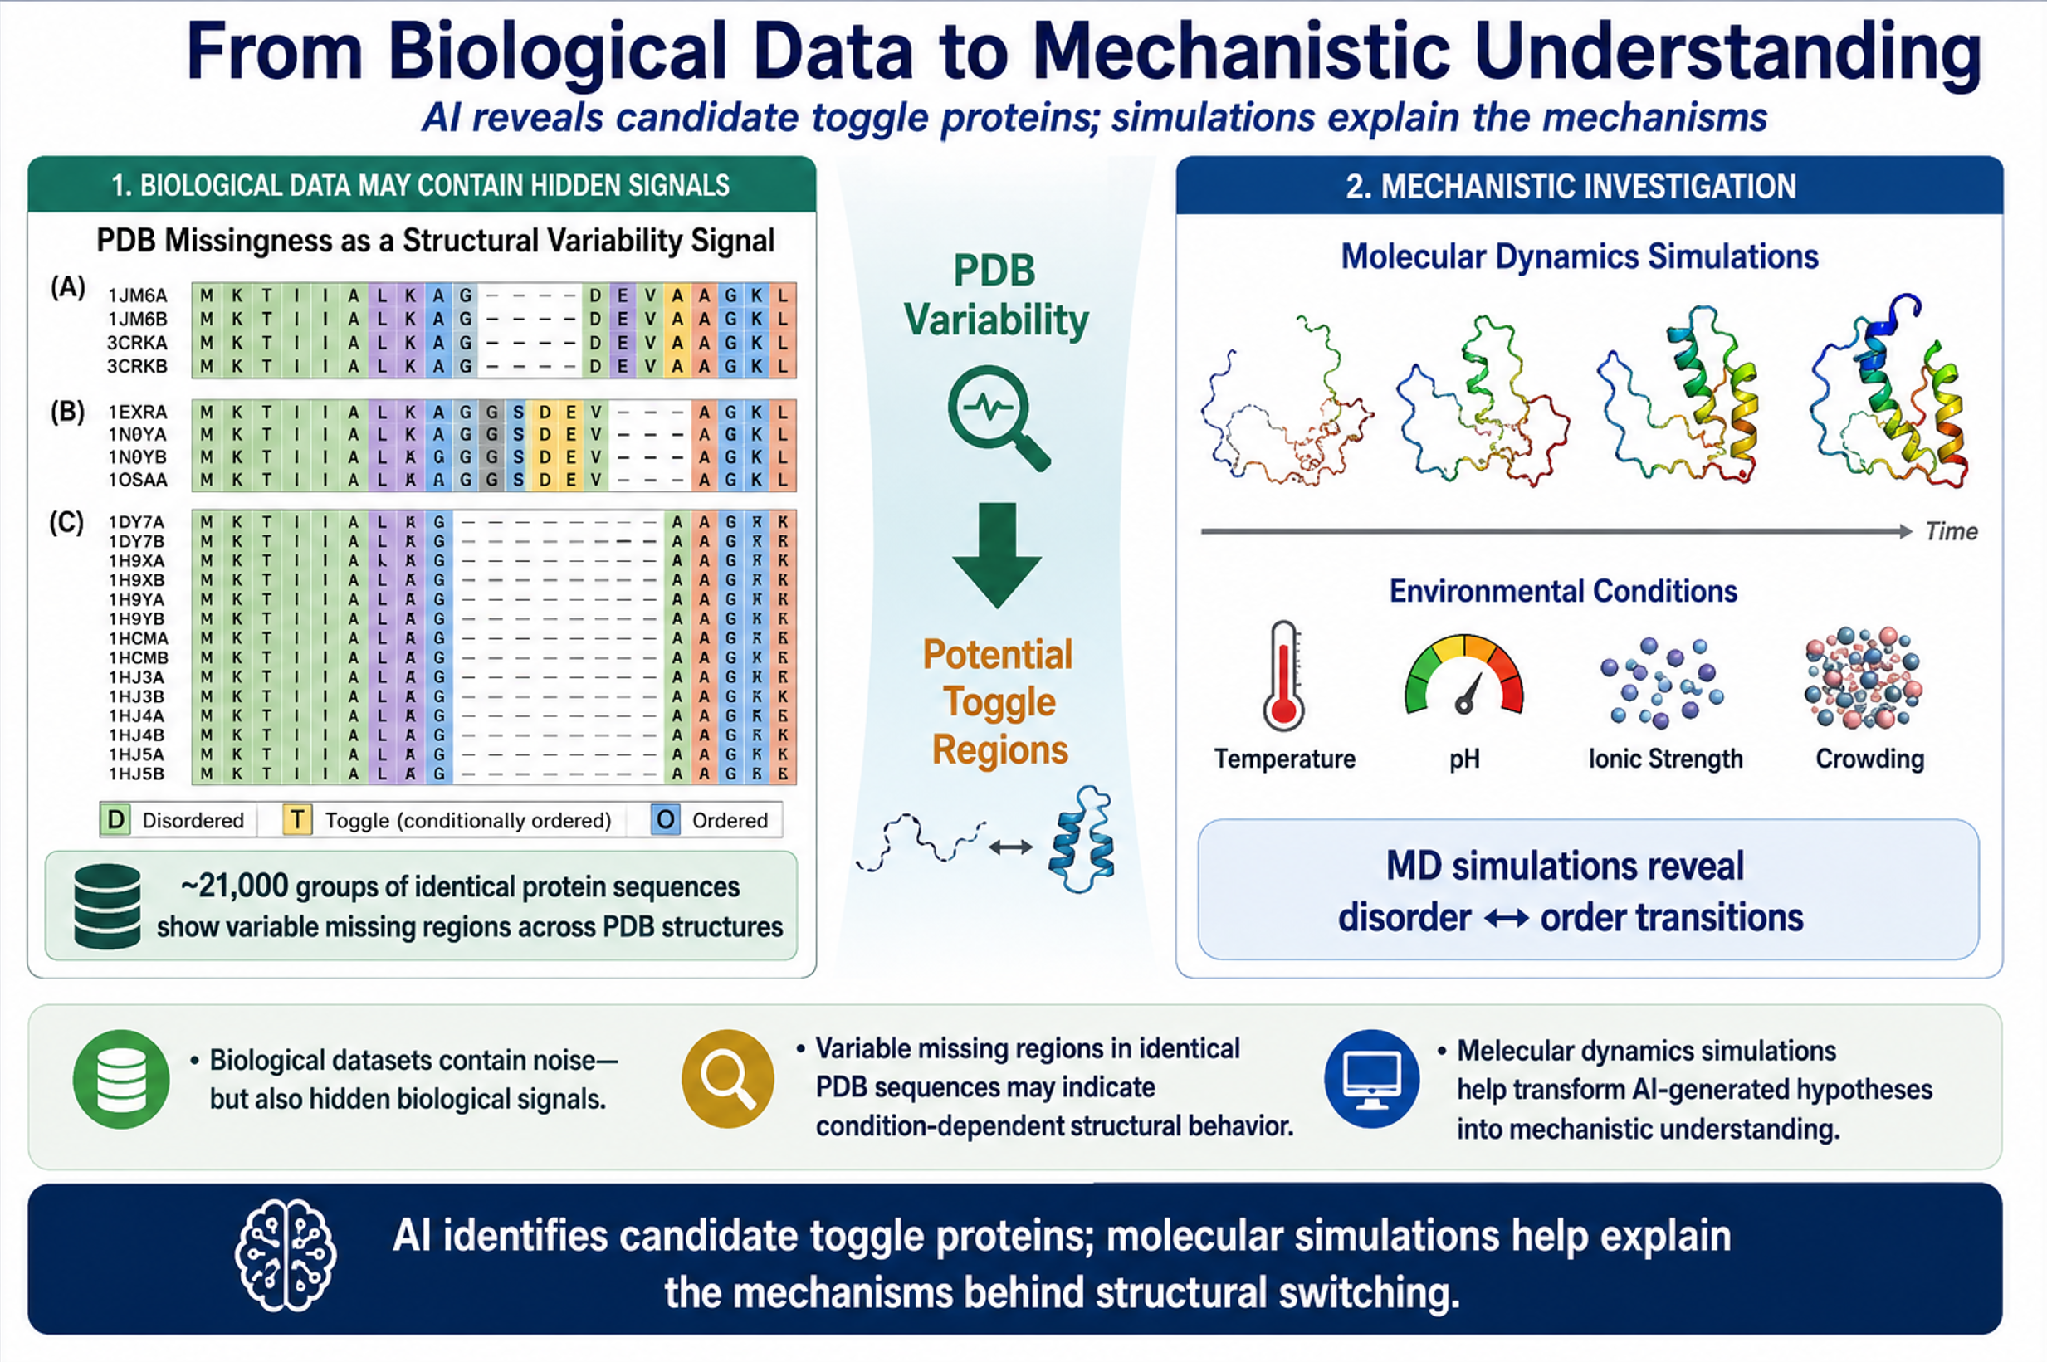 From Biological Data to Mechanistic Understanding
AI reveals candidate toggle proteins; simulations explain the mechanisms
1. BIOLOGICAL DATA MAY CONTAIN HIDDEN SIGNALS
PDB Missingness as a Structural Variability Signal
(A)
1JM6A M K T I I A L K A G – – – – D E V A A G K L
1JM6B M K T I I A L K A G – – – – D E V A A G K L
3CRKA M K T I I A L K A G – – – – D E V A A G K L
3CRKB M K T I I A L K A G – – – – D E V A A G K L
(B)
1EXRA M K T I I A L K A G G S D E V – – – A G K L
1N0YA M K T I I A L K A G G S D E V – – – A G K L
1N0YB M K T I I A L K A G G S D E V – – – A G K L
1OSAA M K T I I A L K A G G S D E V – – – A G K L
(C)
1DY7A M K T I I A L K G – – – – – – – – A A G K K
1DY7B M K T I I A L K G – – – – – – – – A A G K K
1H9XA M K T I I A L K G – – – – – – – – A A G K K
1H9XB M K T I I A L K G – – – – – – – – A A G K K
1H9YA M K T I I A L K G – – – – – – – – A A G K K
1H9YB M K T I I A L K G – – – – – – – – A A G K K
1HCMA M K T I I A L K G – – – – – – – – A A G K K
1HCMB M K T I I A L K G – – – – – – – – A A G K K
1HJ3A M K T I I A L K G – – – – – – – – A A G K K
1HJ3B M K T I I A L K G – – – – – – – – A A G K K
1HJ4A M K T I I A L K G – – – – – – – – A A G K K
1HJ4B M K T I I A L K G – – – – – – – – A A G K K
1HJ5A M K T I I A L K G – – – – – – – – A A G K K
1HJ5B M K T I I A L K G – – – – – – – – A A G K K
D Disordered T Toggle (conditionally ordered) O Ordered
~21,000 groups of identical protein sequences
show variable missing regions across PDB structures
PDB
Variability
Potential
Toggle
Regions
2. MECHANISTIC INVESTIGATION
Molecular Dynamics Simulations
Time
Environmental Conditions
Temperature pH Ionic Strength Crowding
MD simulations reveal
disorder ↔ order transitions
• Biological datasets contain noise—
but also hidden biological signals.
• Variable missing regions in identical
PDB sequences may indicate
condition-dependent structural behavior.
• Melecular dynamics simulations
help transform AI-generated hypotheses
into mechanistic understanding.
AI identifies candidate toggle proteins; molecular simulations help explain
the mechanisms behind structural switching.